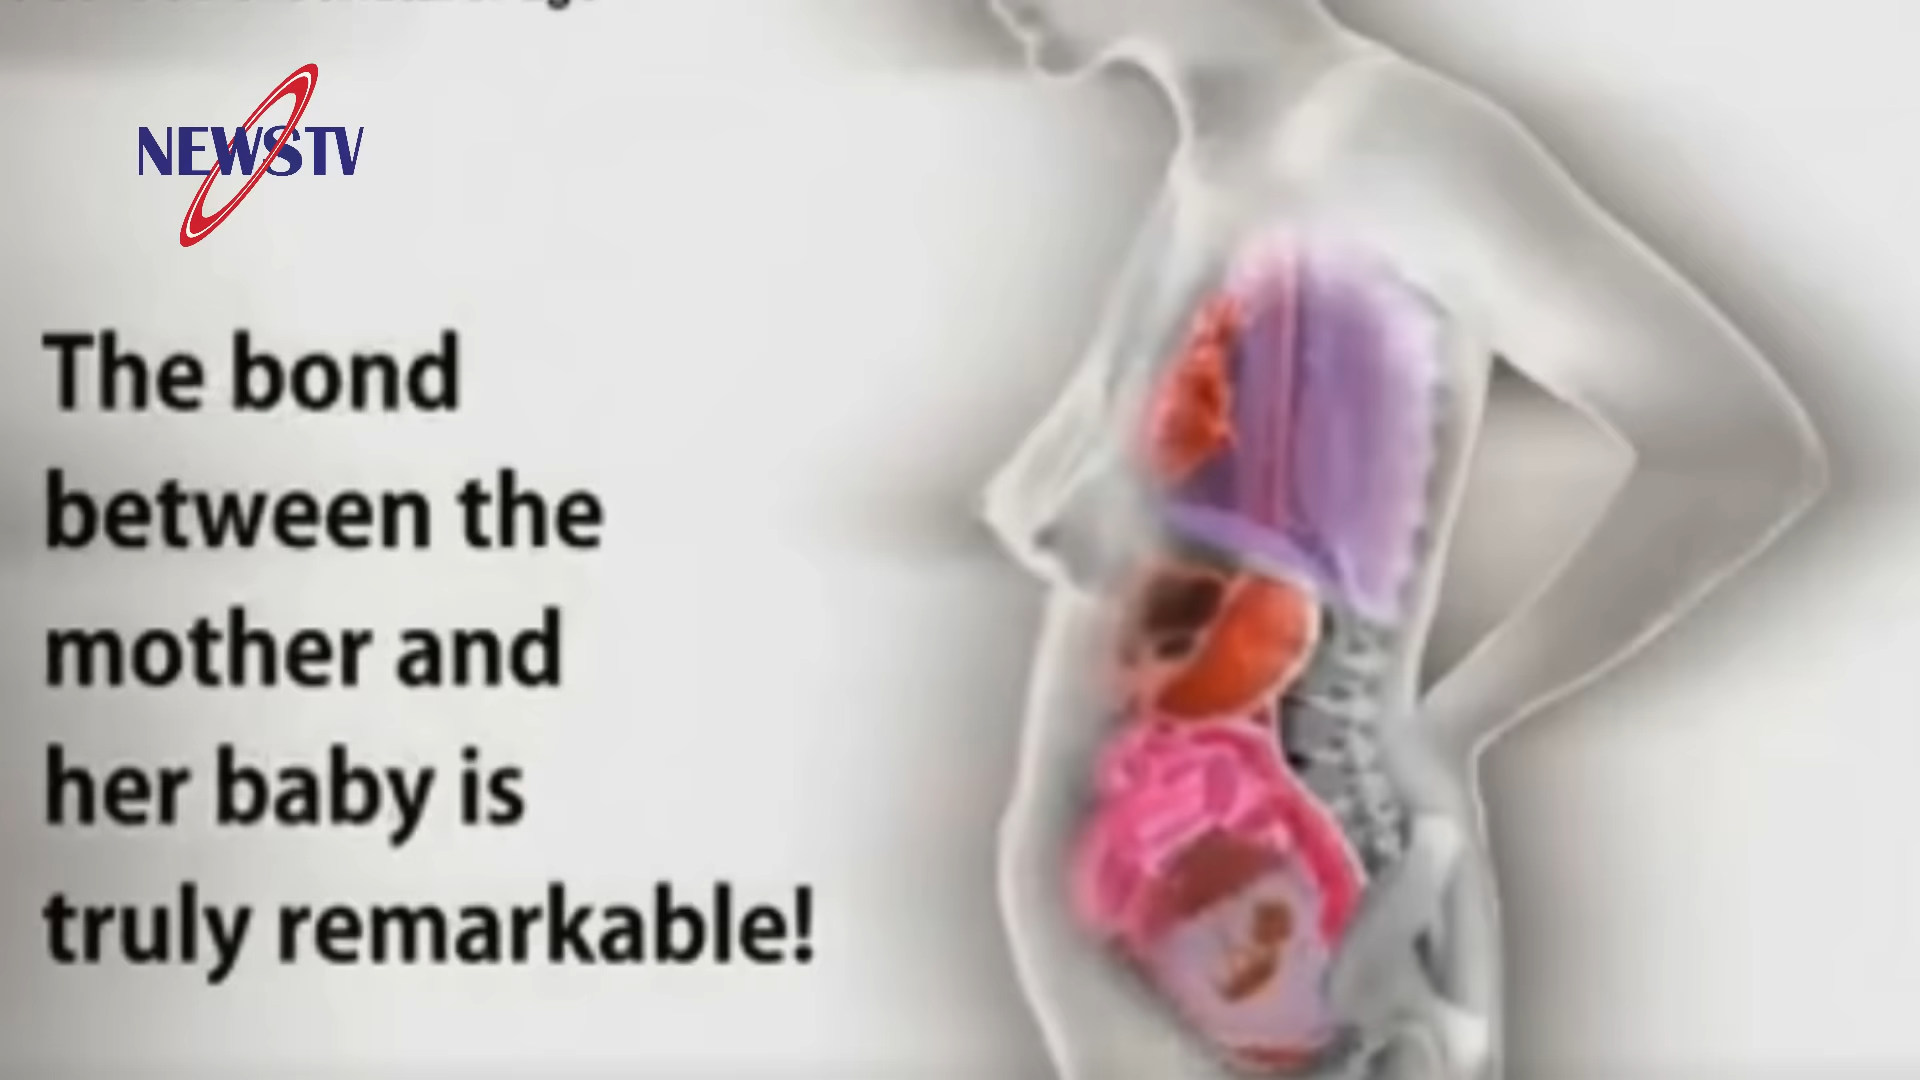 NEWSTV
The bond
between the
mother and
her baby is
truly remarkable!